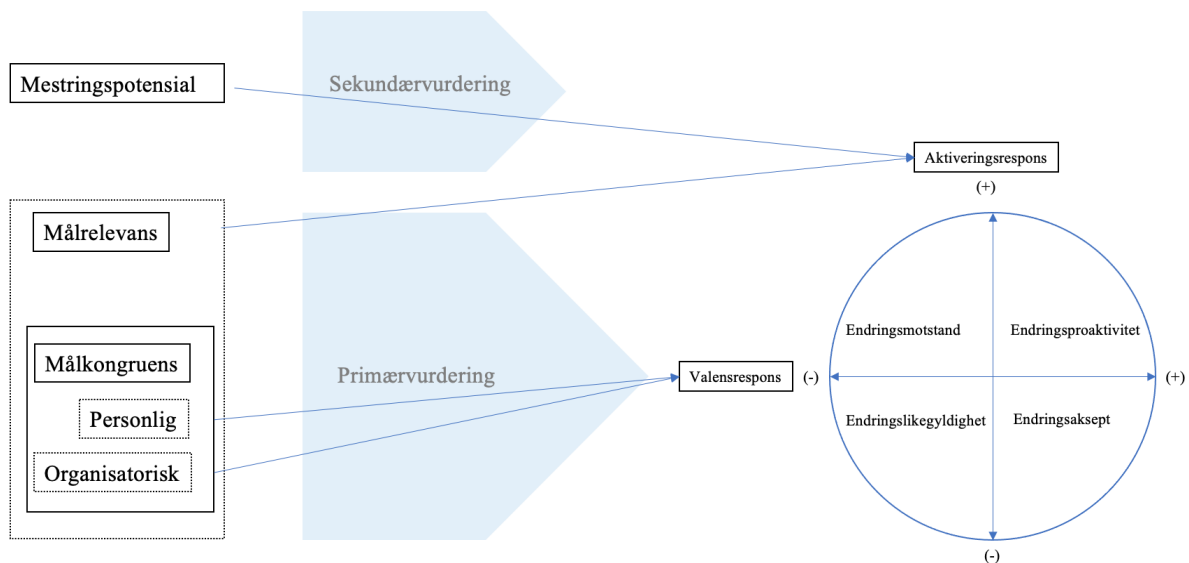 Mestringspotensial
Sekundærvurdering
Aktiveringsrespons
(+)
Målrelevans
Målkongruens
Personlig
Organisatorisk
Primærvurdering
Valensrespons
(-)
(+)
Endringsmotstand
Endringsproaktivitet
Endringslikegyldighet
Endringsaksept
(-)